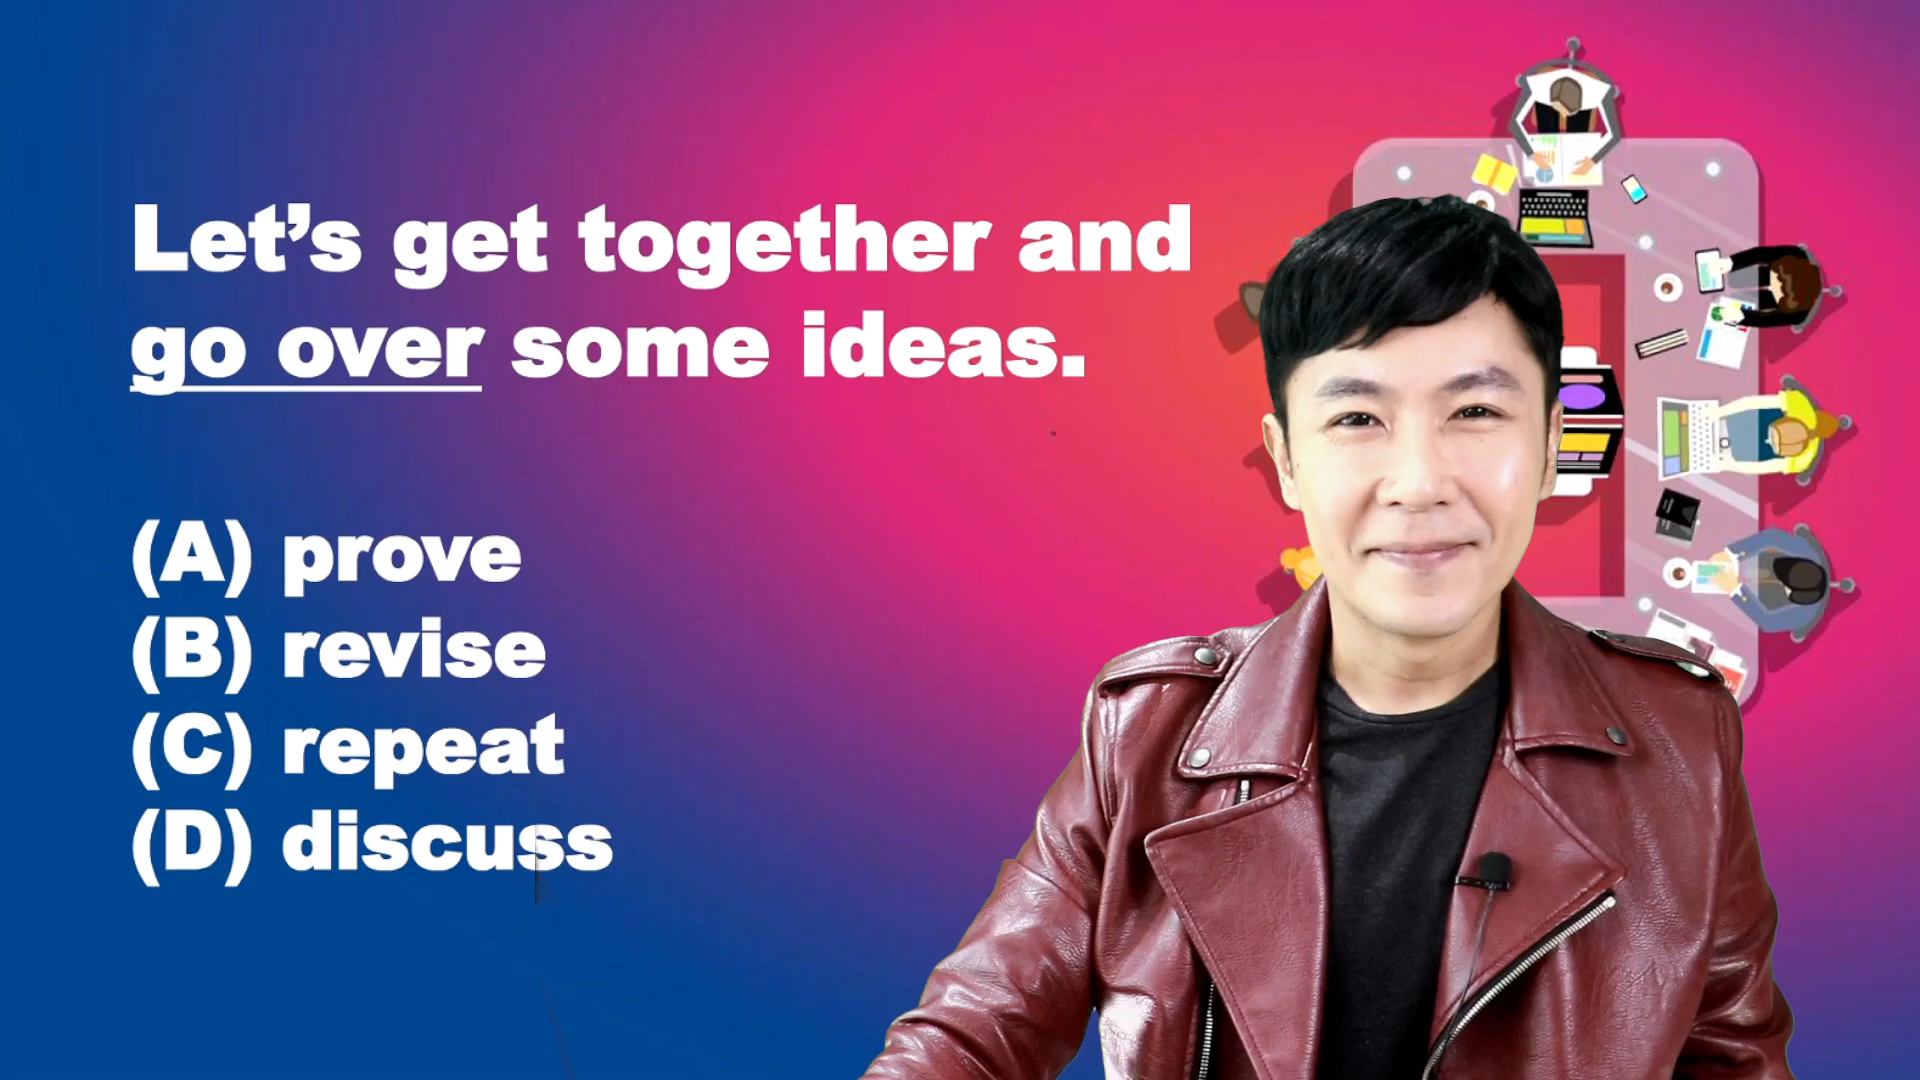 Let’s get together and
go over some ideas.
(A) prove
(B) revise
(C) repeat
(D) discuss